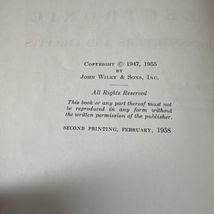 COPYRIGHT © 1947, 1955
BY
JOHN WILEY & SONS, INC.
All Rights Reserved
This book or any part thereof must not
be reproduced in any form without
the written permission of the publisher.
SECOND PRINTING, FEBRUARY, 1958